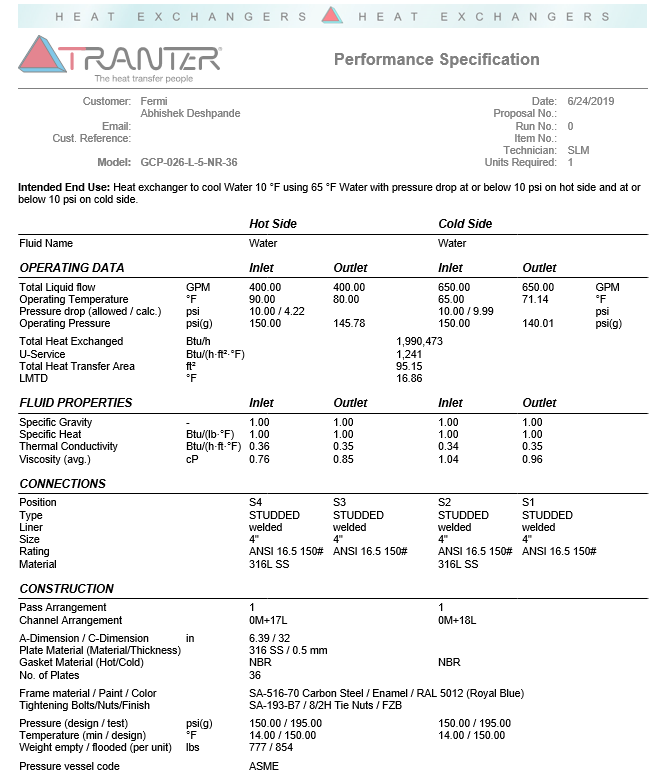 HEAT EXCHANGERS HEAT EXCHANGERS
TRANTER®
The heat transfer people
Performance Specification
Customer: Fermi Date: 6/24/2019
Abhishek Deshpande Proposal No.:
Email: Run No.: 0
Cust. Reference: Item No.:
Technician: SLM
Model: GCP-026-L-5-NR-36 Units Required: 1
Intended End Use: Heat exchanger to cool Water 10 °F using 65 °F Water with pressure drop at or below 10 psi on hot side and at or
below 10 psi on cold side.
Hot Side Cold Side
Fluid Name Water Water
OPERATING DATA Inlet Outlet Inlet Outlet
Total Liquid flow GPM 400.00 400.00 650.00 650.00 GPM
Operating Temperature °F 90.00 80.00 65.00 71.14 °F
Pressure drop (allowed / calc.) psi 10.00 / 4.22 10.00 / 9.99 psi
Operating Pressure psi(g) 150.00 145.78 150.00 140.01 psi(g)
Total Heat Exchanged Btu/h 1,990,473
U-Service Btu/(h·ft²·°F) 1,241
Total Heat Transfer Area ft² 95.15
LMTD °F 16.86
FLUID PROPERTIES Inlet Outlet Inlet Outlet
Specific Gravity - 1.00 1.00 1.00 1.00
Specific Heat Btu/(lb·°F) 1.00 1.00 1.00 1.00
Thermal Conductivity Btu/(h·ft·°F) 0.36 0.35 0.34 0.35
Viscosity (avg.) cP 0.76 0.85 1.04 0.96
CONNECTIONS
Position S4 S3 S2 S1
Type STUDDED STUDDED STUDDED STUDDED
Liner welded welded welded welded
Size 4" 4" 4" 4"
Rating ANSI 16.5 150# ANSI 16.5 150# ANSI 16.5 150# ANSI 16.5 150#
Material 316L SS 316L SS
CONSTRUCTION
Pass Arrangement 1 1
Channel Arrangement 0M+17L 0M+18L
A-Dimension / C-Dimension in 6.39 / 32
Plate Material (Material/Thickness) 316 SS / 0.5 mm
Gasket Material (Hot/Cold) NBR NBR
No. of Plates 36
Frame material / Paint / Color SA-516-70 Carbon Steel / Enamel / RAL 5012 (Royal Blue)
Tightening Bolts/Nuts/Finish SA-193-B7 / 8/2H Tie Nuts / FZB
Pressure (design / test) psi(g) 150.00 / 195.00 150.00 / 195.00
Temperature (min / design) °F 14.00 / 150.00 14.00 / 150.00
Weight empty / flooded (per unit) lbs 777 / 854
Pressure vessel code ASME